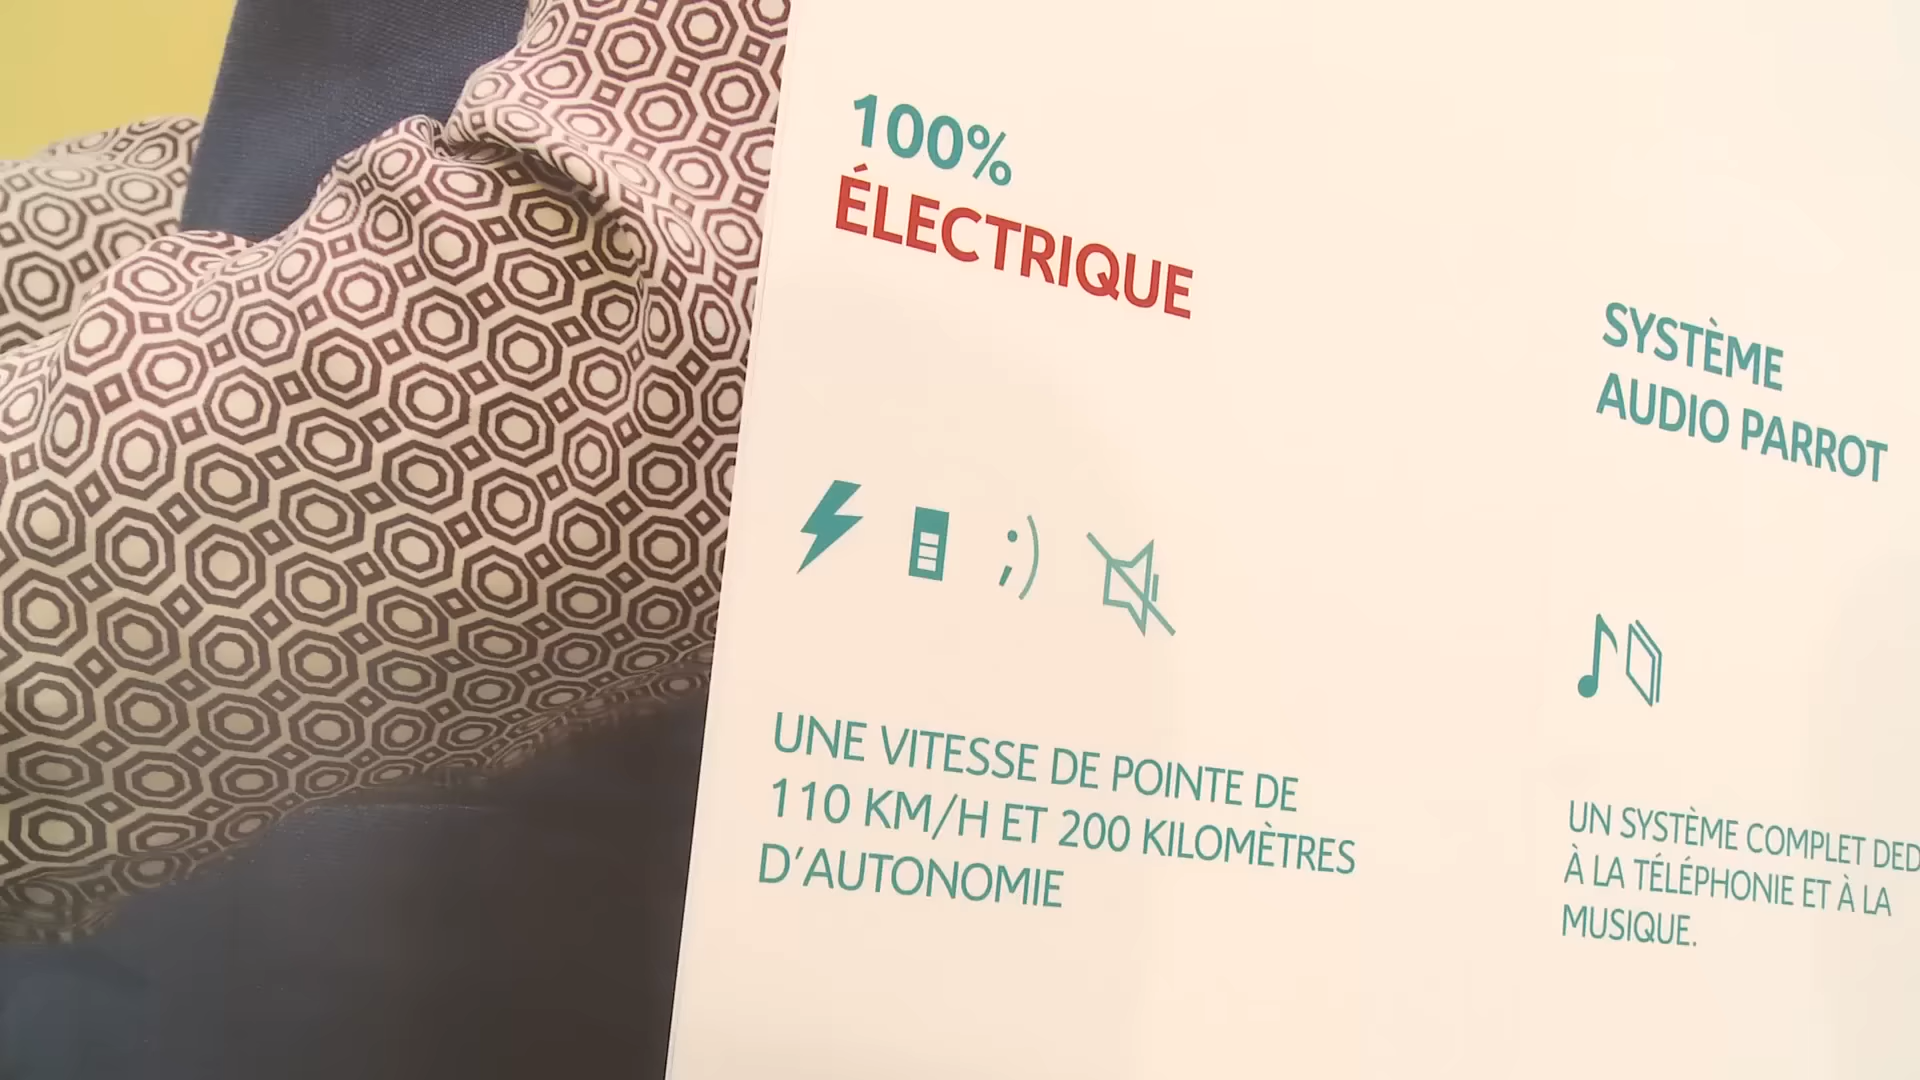 100%
ÉLECTRIQUE
;)
UNE VITESSE DE POINTE DE
110 KM/H ET 200 KILOMÈTRES
D'AUTONOMIE
SYSTÈME
AUDIO PARROT
UN SYSTÈME COMPLET DED
À LA TÉLÉPHONIE ET À LA
MUSIQUE.